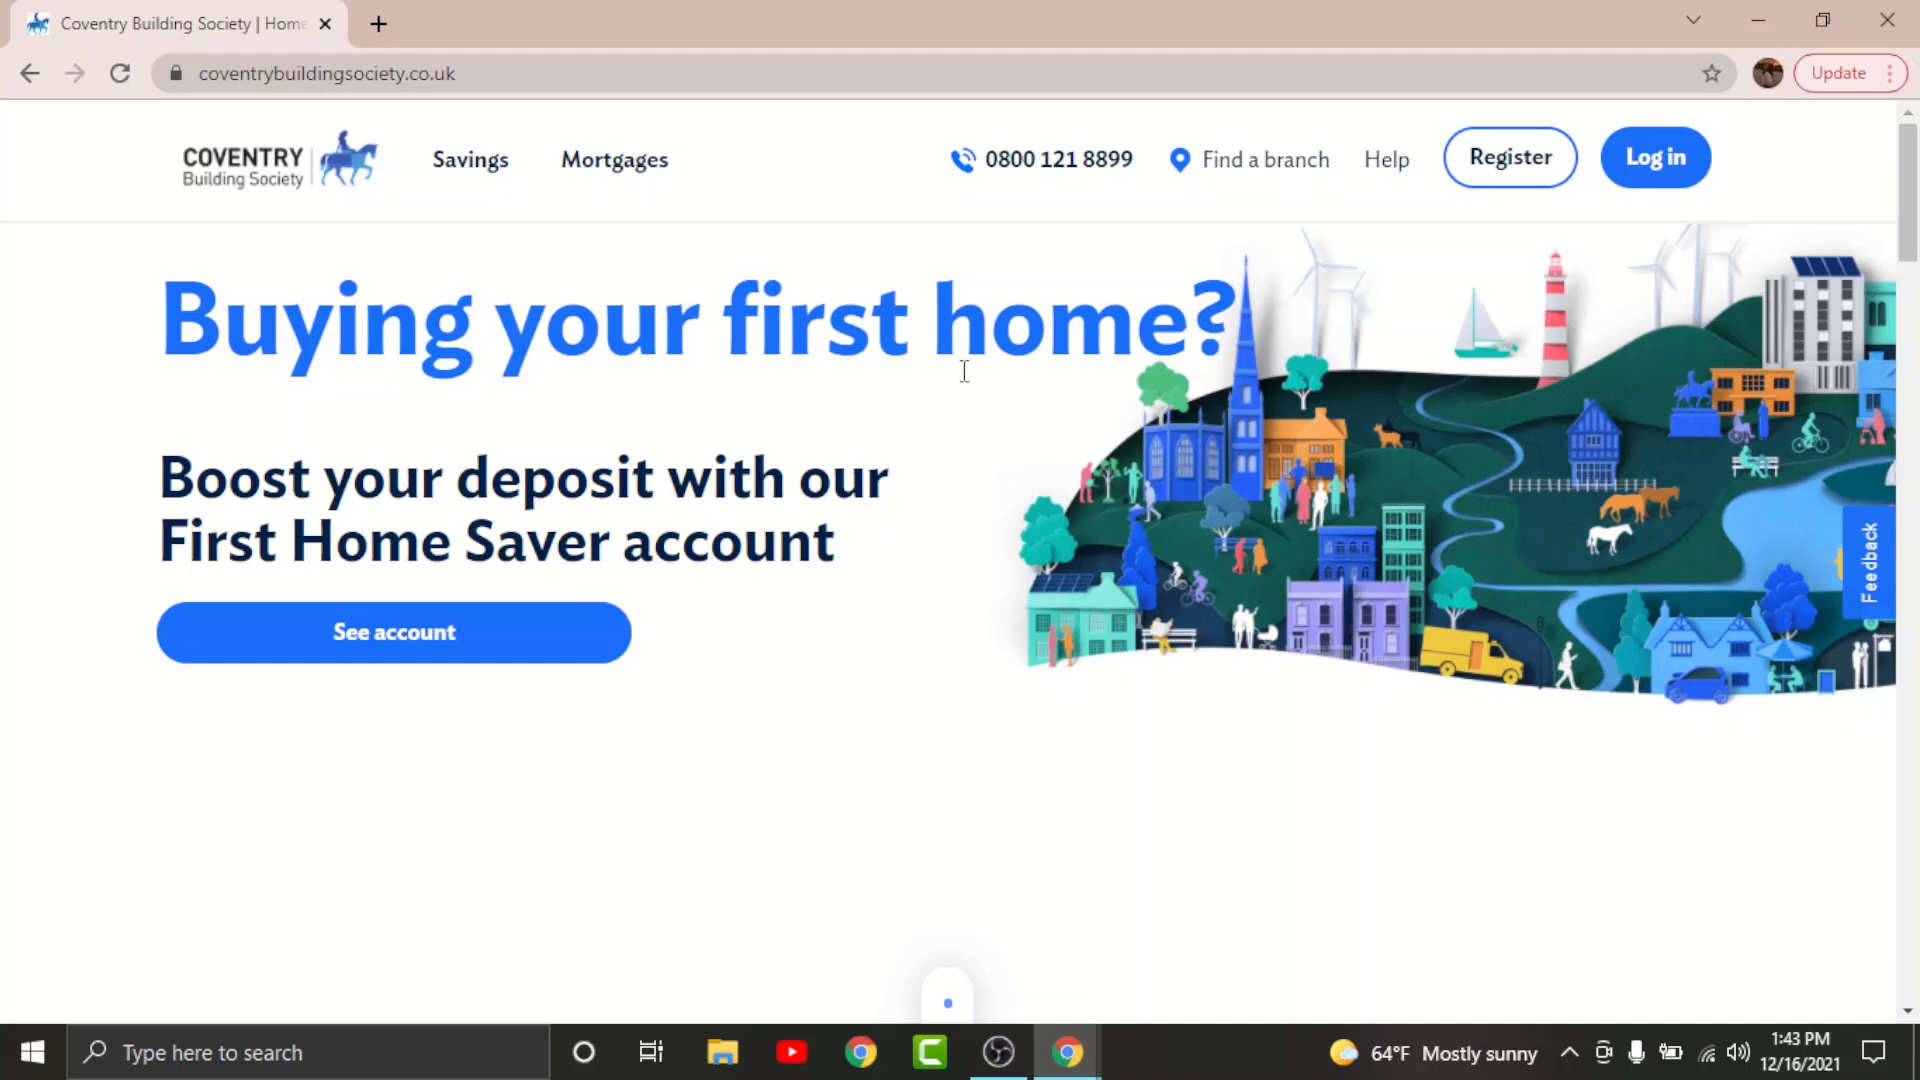 Coventry Building Society | Home
coventrybuildingsociety.co.uk
Update
COVENTRY
Building Society
Savings
Mortgages
0800 121 8899
Find a branch
Help
Register
Log in
Buying your first home?
Boost your deposit with our
First Home Saver account
See account
Feedback
Type here to search
64°F Mostly sunny
1:43 PM
12/16/2021